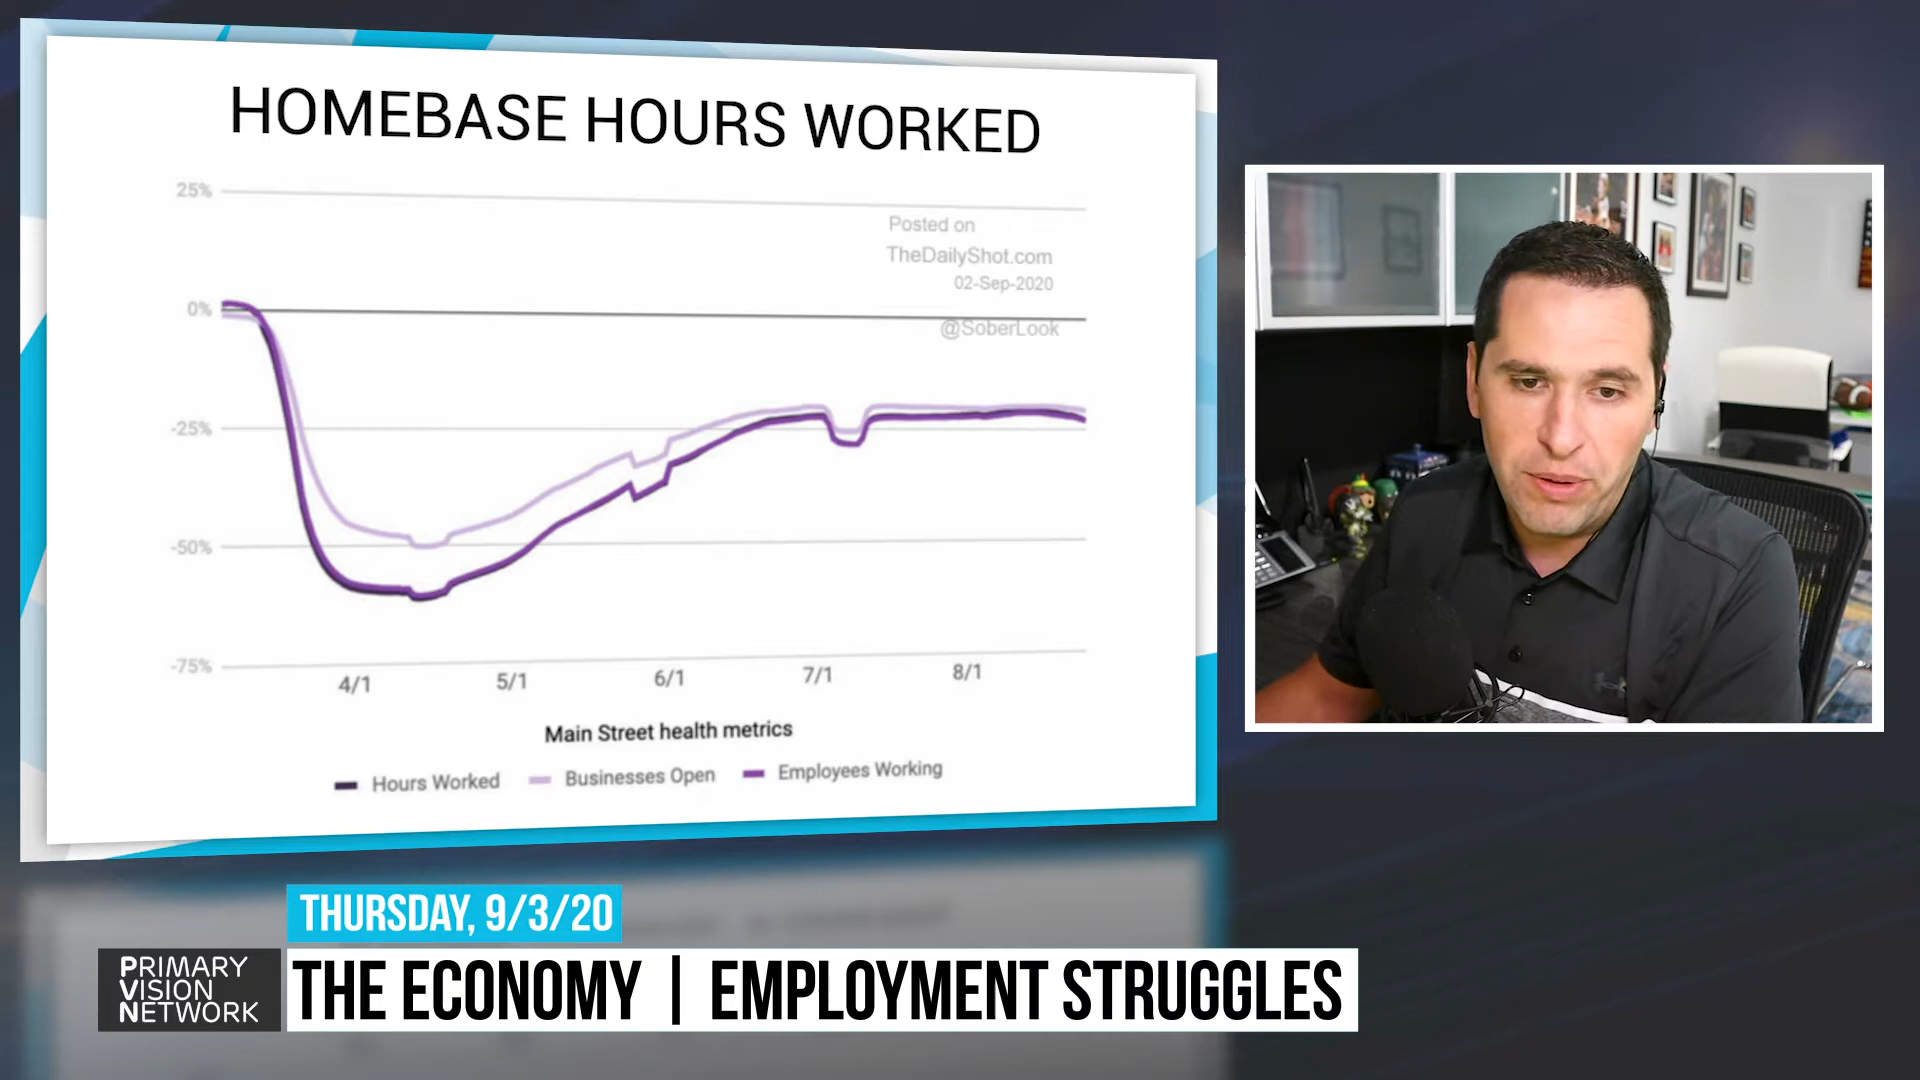 HOMEBASE HOURS WORKED
25%
Posted on
TheDailyShot.com
02-Sep-2020
0%
@SoberLook
-25%
-50%
-75%
4/1 5/1 6/1 7/1 8/1
Main Street health metrics
Hours Worked Businesses Open Employees Working
THURSDAY, 9/3/20
PRIMARY
VISION
NETWORK
THE ECONOMY | EMPLOYMENT STRUGGLES